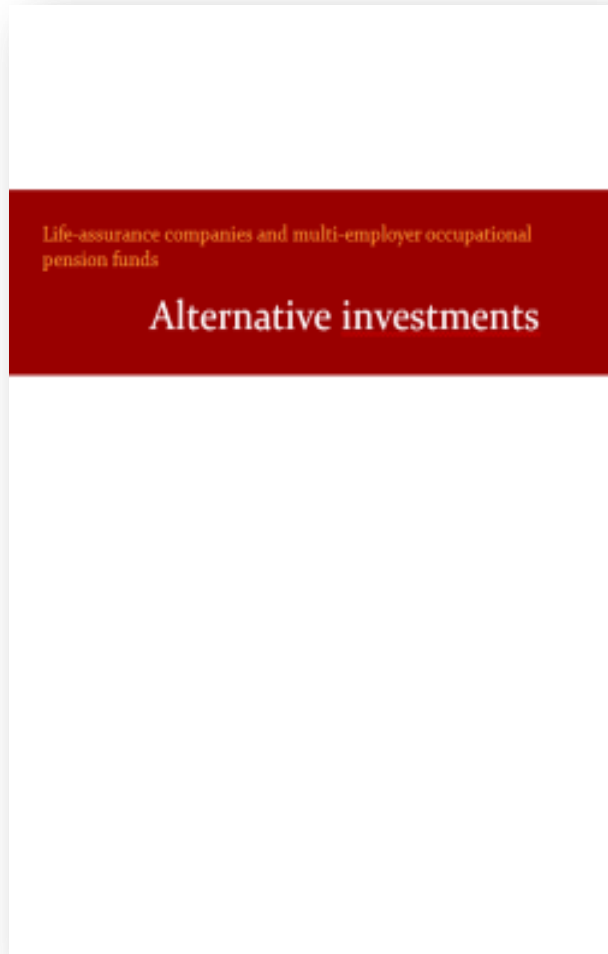 Life-assurance companies and multi-employer occupational
pension funds
Alternative investments